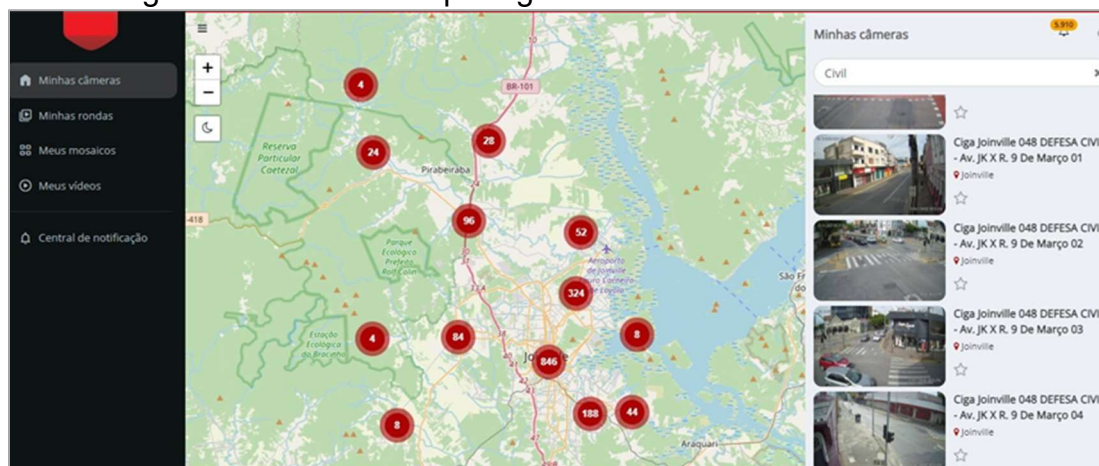 Minhas câmeras
Minhas rondas
Meus mosaicos
Meus vídeos
Central de notificação
+
−
4
24
28
96
52
324
8
4
84
846
188
44
8
BR-101
Reserva
Particular
Caetezal
Pirabeiraba
-418
Parque
Ecológico
Prefeito
Rolf Colin
Aeroporto
de Joinville
Estação
Ecológica
do Bracinho
São Fr
do
Araquari
Minhas câmeras
5.910
Civil
Ciga Joinville 048 DEFESA CIVI
- Av. JK X R. 9 De Março 01
Joinville
Ciga Joinville 048 DEFESA CIVI
- Av. JK X R. 9 De Março 02
Joinville
Ciga Joinville 048 DEFESA CIVI
- Av. JK X R. 9 De Março 03
Joinville
Ciga Joinville 048 DEFESA CIVI
- Av. JK X R. 9 De Março 04
Joinville